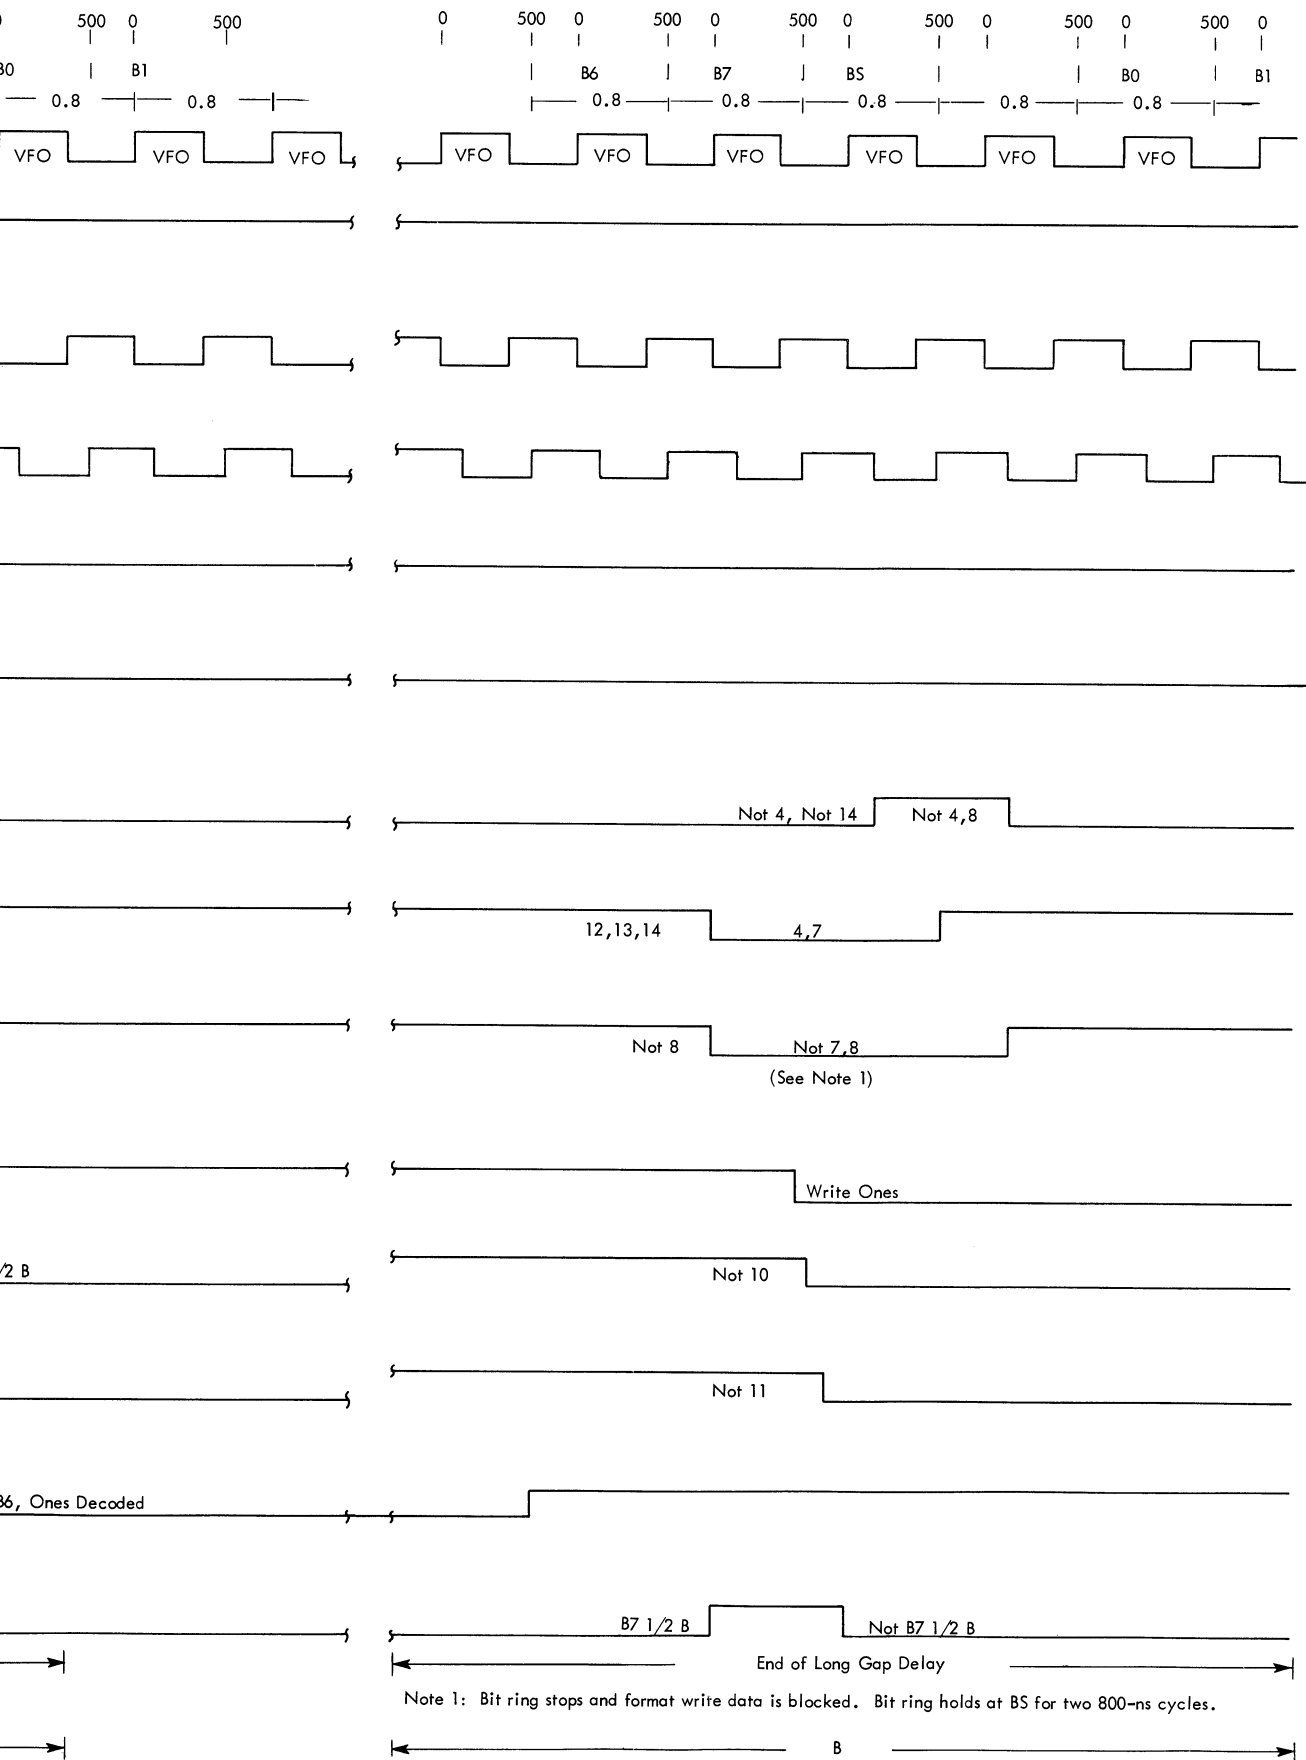 0 500 0 500 0 500 0 500 0 500 0 500 0 500 0 500 0
B0 B1 B6 B7 BS B0 B1
0.8 0.8 0.8 0.8 0.8 0.8 0.8
VFO VFO VFO VFO VFO VFO VFO VFO VFO
Not 4, Not 14 Not 4,8
12,13,14 4,7
Not 8 Not 7,8
(See Note 1)
Write Ones
/2 B Not 10
Not 11
B6, Ones Decoded
B7 1/2 B Not B7 1/2 B
End of Long Gap Delay
Note 1: Bit ring stops and format write data is blocked. Bit ring holds at BS for two 800-ns cycles.
B